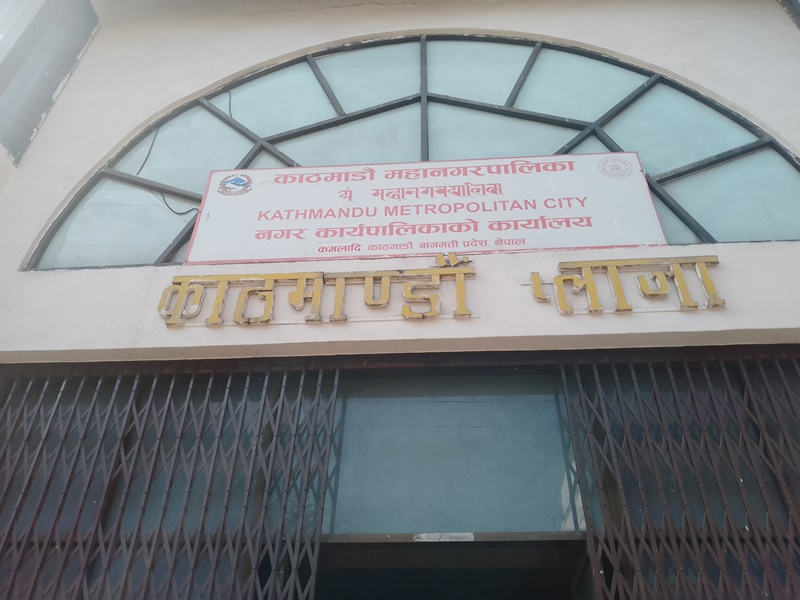 काठमाडौं महानगरपालिका
KATHMANDU METROPOLITAN CITY
नगर कार्यपालिकाको कार्यालय
कमलादि काठमाडौं बागमती प्रदेश नेपाल
काठमाण्डौं प्लाजा